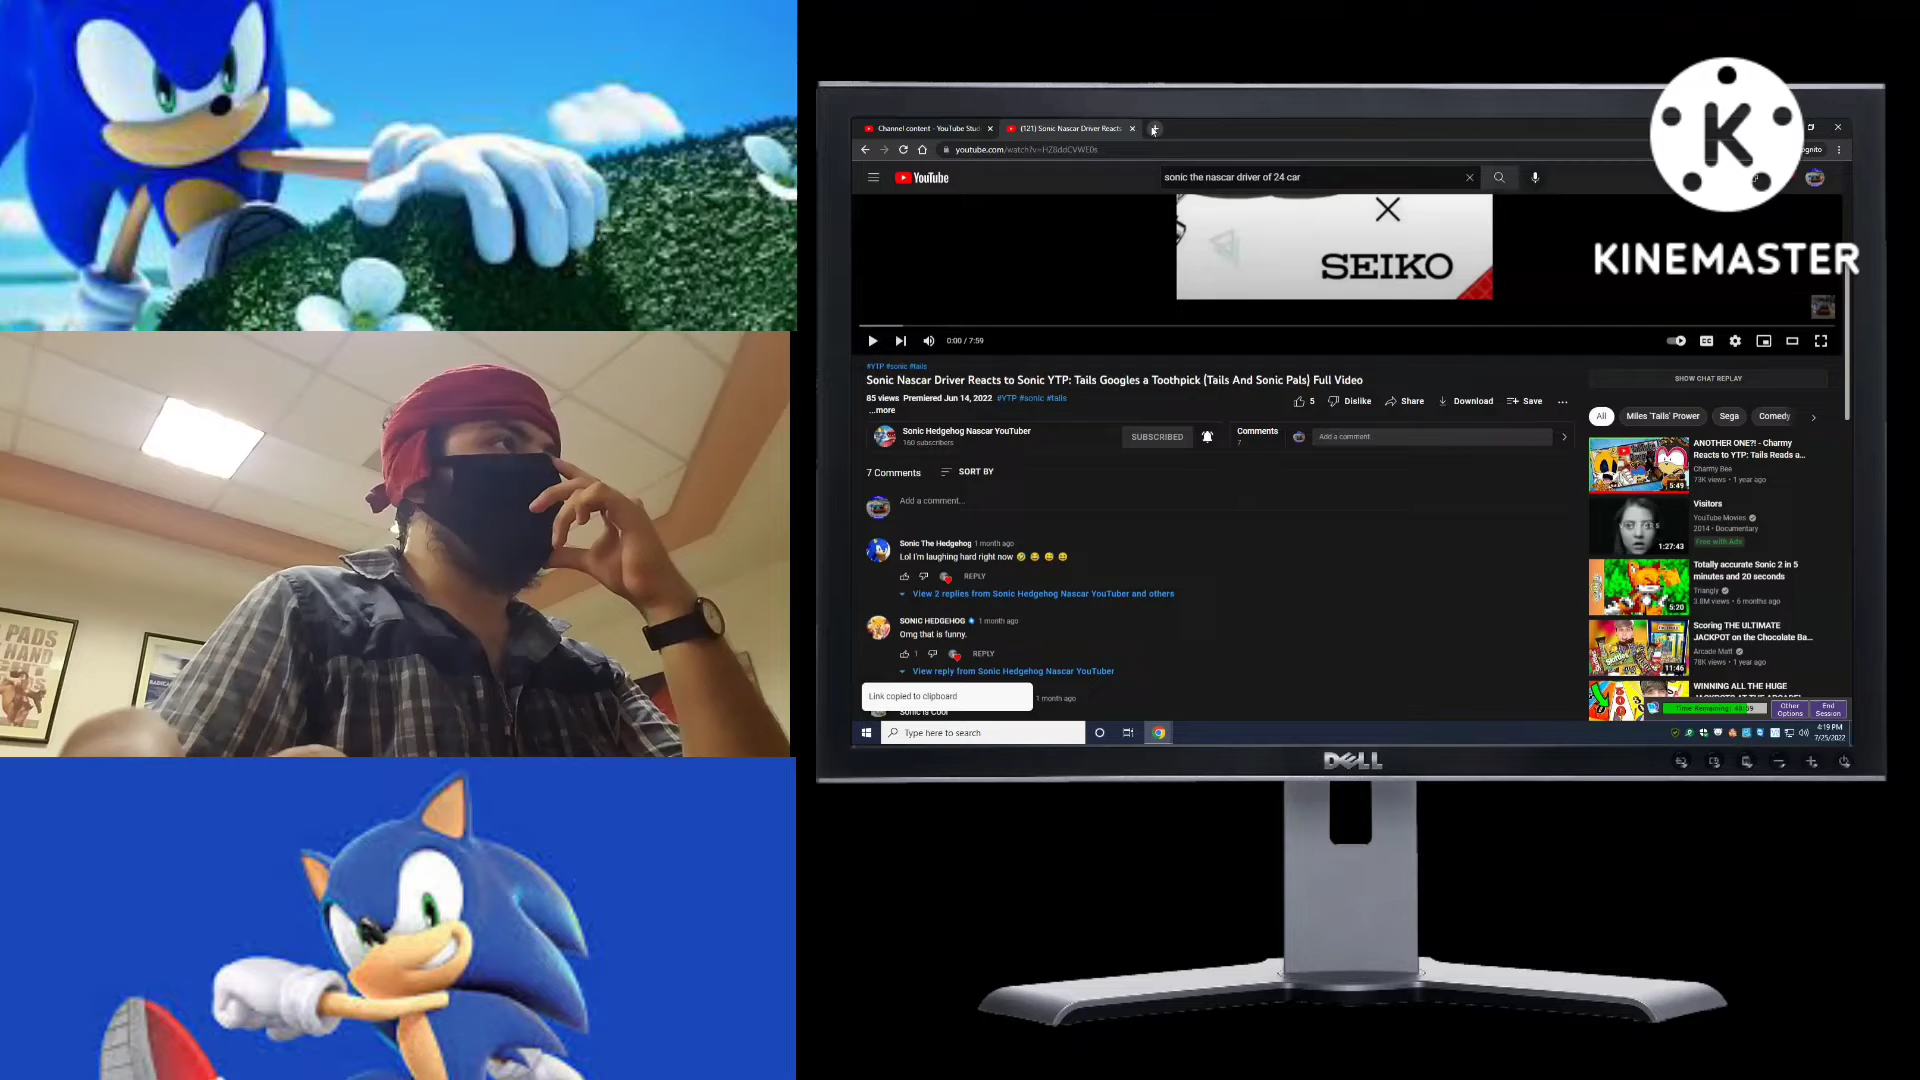 PADS
HAND
Channel content - YouTube Stud
(121) Sonic Nascar Driver Reacts
youtube.com/watch?v=HZ8ddCVWE0s
ognito
YouTube
sonic the nascar driver of 24 car
K
KINEMASTER
SEIKO
0:00 / 7:59
CC
#YTP #sonic #tails
Sonic Nascar Driver Reacts to Sonic YTP: Tails Googles a Toothpick (Tails And Sonic Pals) Full Video
85 views Premiered Jun 14, 2022 #YTP #sonic #tails
...more
5
Dislike
Share
Download
Save
Sonic Hedgehog Nascar YouTuber
160 subscribers
SUBSCRIBED
Comments
7
Add a comment
7 Comments
SORT BY
Add a comment...
Sonic The Hedgehog 1 month ago
Lol I'm laughing hard right now
REPLY
View 2 replies from Sonic Hedgehog Nascar YouTuber and others
SONIC HEDGEHOG 1 month ago
Omg that is funny.
1
REPLY
View reply from Sonic Hedgehog Nascar YouTuber
Link copied to clipboard
1 month ago
Sonic is Cool
SHOW CHAT REPLAY
All
Miles 'Tails' Prower
Sega
Comedy
ANOTHER ONE?! - Charmy
Reacts to YTP: Tails Reads a...
Charmy Bee
73K views • 1 year ago
5:49
Visitors
YouTube Movies
2014 • Documentary
Free with Ads
1:27:43
Totally accurate Sonic 2 in 5
minutes and 20 seconds
Triangly
3.8M views • 6 months ago
5:20
Scoring THE ULTIMATE
JACKPOT on the Chocolate Ba...
Arcade Matt
78K views • 1 year ago
11:46
WINNING ALL THE HUGE
Other
Options
End
Session
Type here to search
4:19 PM
7/25/2022
DELL